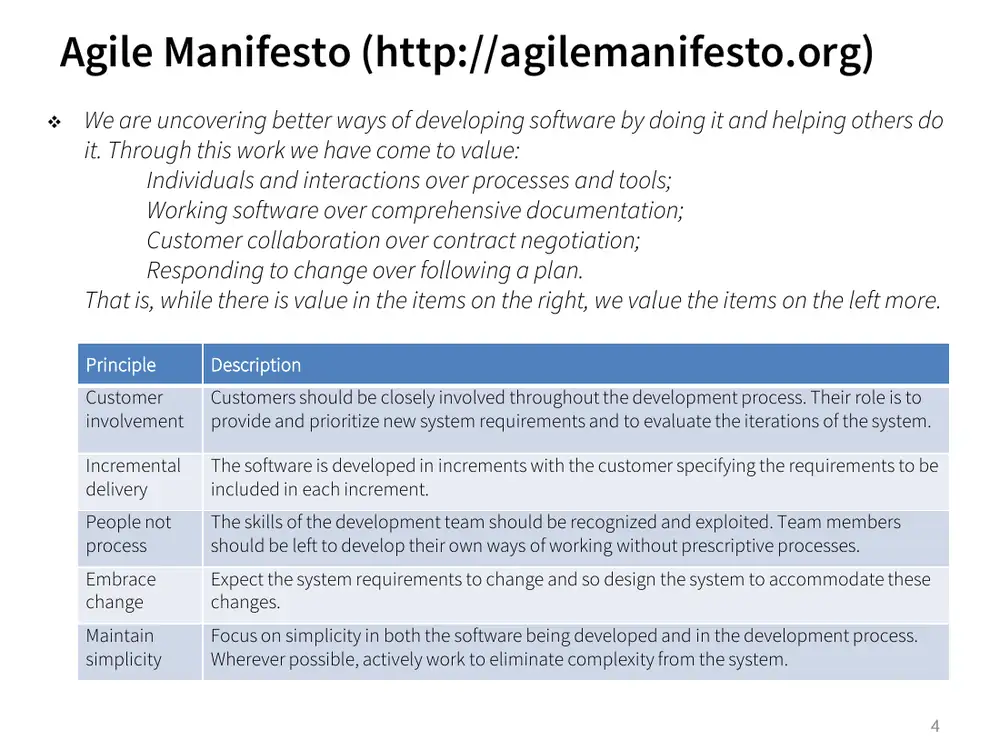 Agile Manifesto (http://agilemanifesto.org)
❖ We are uncovering better ways of developing software by doing it and helping others do
it. Through this work we have come to value:
Individuals and interactions over processes and tools;
Working software over comprehensive documentation;
Customer collaboration over contract negotiation;
Responding to change over following a plan.
That is, while there is value in the items on the right, we value the items on the left more.
Principle Description
Customer Customers should be closely involved throughout the development process. Their role is to
involvement provide and prioritize new system requirements and to evaluate the iterations of the system.
Incremental The software is developed in increments with the customer specifying the requirements to be
delivery included in each increment.
People not The skills of the development team should be recognized and exploited. Team members
process should be left to develop their own ways of working without prescriptive processes.
Embrace Expect the system requirements to change and so design the system to accommodate these
change changes.
Maintain Focus on simplicity in both the software being developed and in the development process.
simplicity Wherever possible, actively work to eliminate complexity from the system.
4